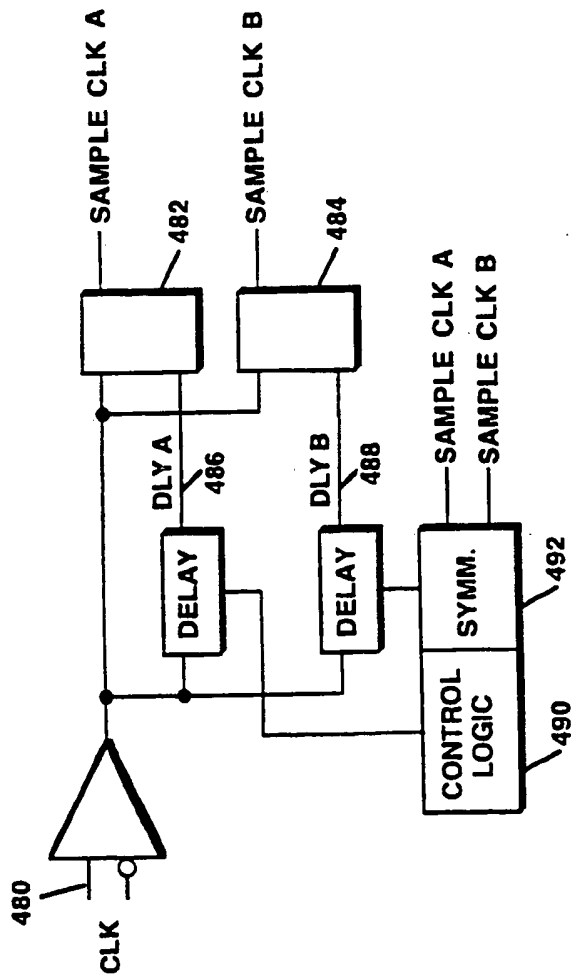 CLK
480
SAMPLE CLK A
482
SAMPLE CLK B
484
DLY A
486
DLY B
488
DELAY
DELAY
CONTROL
LOGIC
SYMM.
490
492
SAMPLE CLK A
SAMPLE CLK B